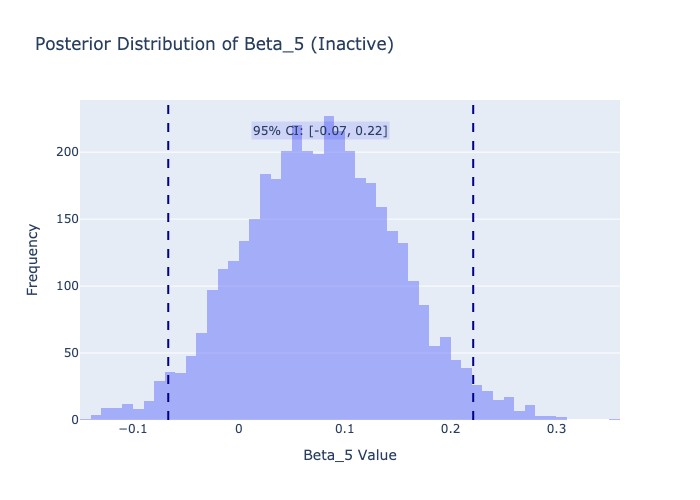 Posterior Distribution of Beta_5 (Inactive)
95% CI: [-0.07, 0.22]
200
150
100
50
0
Frequency
−0.1
0
0.1
0.2
0.3
Beta_5 Value